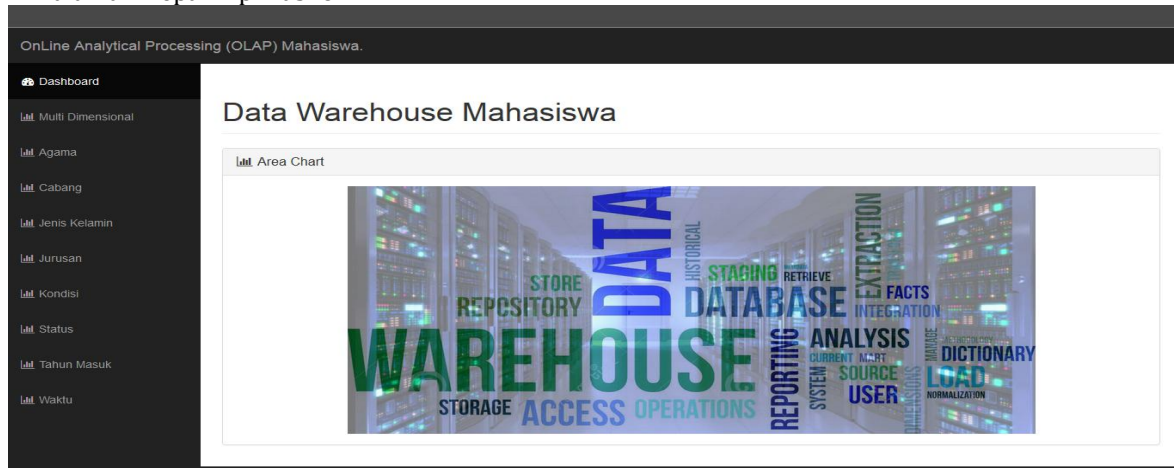 OnLine Analytical Processing (OLAP) Mahasiswa.
Dashboard
Multi Dimensional
Agama
Cabang
Jenis Kelamin
Jurusan
Kondisi
Status
Tahun Masuk
Waktu
Data Warehouse Mahasiswa
Area Chart
DATA
HISTORICAL
EXTRACTION
STORE
STAGING
RETRIEVE
REPOSITORY
DATABASE
FACTS
INTEGRATION
WAREHOUSE
REPORTING
ANALYSIS
MANAGE
CURRENT
MART
DICTIONARY
SYSTEM
SOURCE
LOAD
USER
DIMENSIONS
NORMALIZATION
STORAGE
ACCESS
OPERATIONS